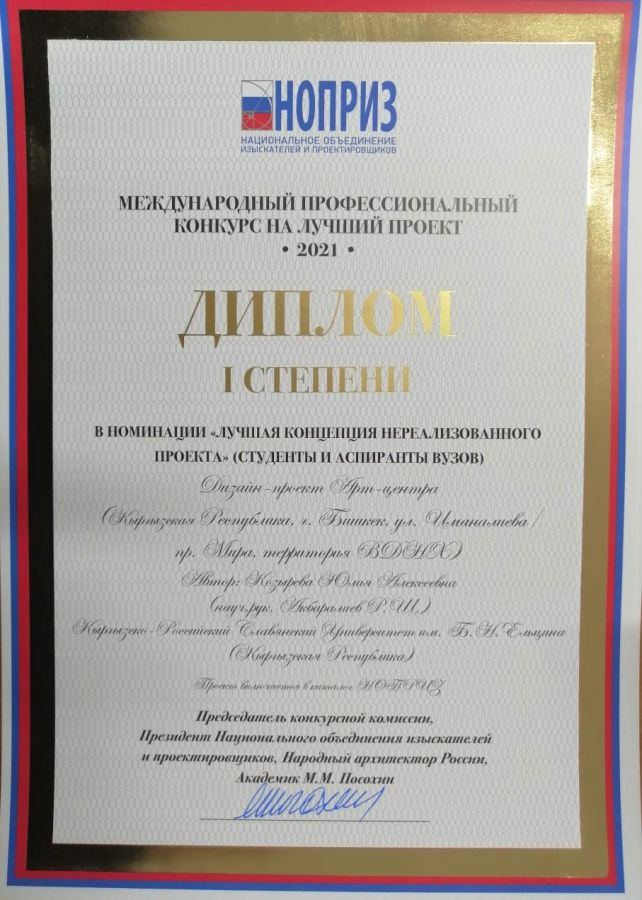 НОПРИЗ
НАЦИОНАЛЬНОЕ ОБЪЕДИНЕНИЕ
ИЗЫСКАТЕЛЕЙ И ПРОЕКТИРОВЩИКОВ
МЕЖДУНАРОДНЫЙ ПРОФЕССИОНАЛЬНЫЙ
КОНКУРС НА ЛУЧШИЙ ПРОЕКТ
• 2021 •
ДИПЛОМ
I СТЕПЕНИ
В НОМИНАЦИИ «ЛУЧШАЯ КОНЦЕПЦИЯ НЕРЕАЛИЗОВАННОГО
ПРОЕКТА» (СТУДЕНТЫ И АСПИРАНТЫ ВУЗОВ)
Дизайн-проект Арт-центра
(Кыргызская Республика, г. Бишкек, ул. Иманалиева/
пр. Мира, территория ВДНХ)
Автор: Козырева Юлия Алексеевна
(науч.рук. Акбаралиев Р.Ш.)
Кыргызско-Российский Славянский Университет им. Б.Н.Ельцина
(Кыргызская Республика)
Проект включается в каталог НОПРИЗ
Председатель конкурсной комиссии,
Президент Национального объединения изыскателей
и проектировщиков, Народный архитектор России,
Академик М.М. Посохин